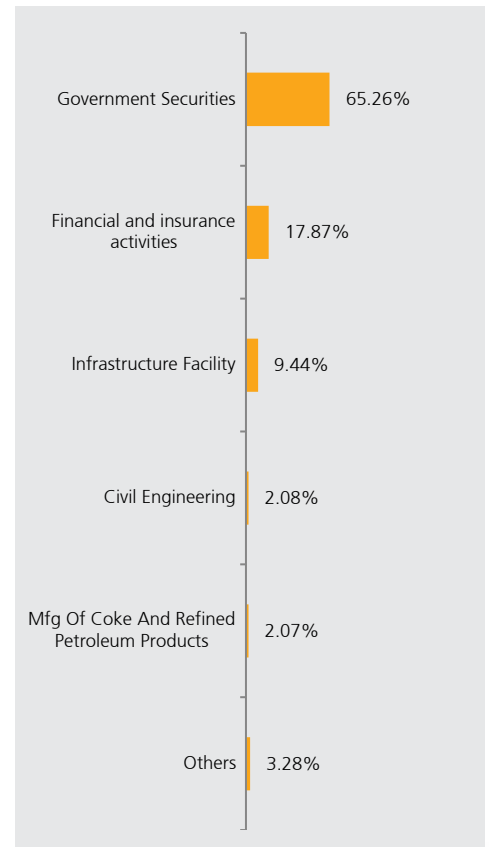 Government Securities 65.26%
Financial and insurance
activities
17.87%
Infrastructure Facility 9.44%
Civil Engineering 2.08%
Mfg Of Coke And Refined
Petroleum Products
2.07%
Others 3.28%